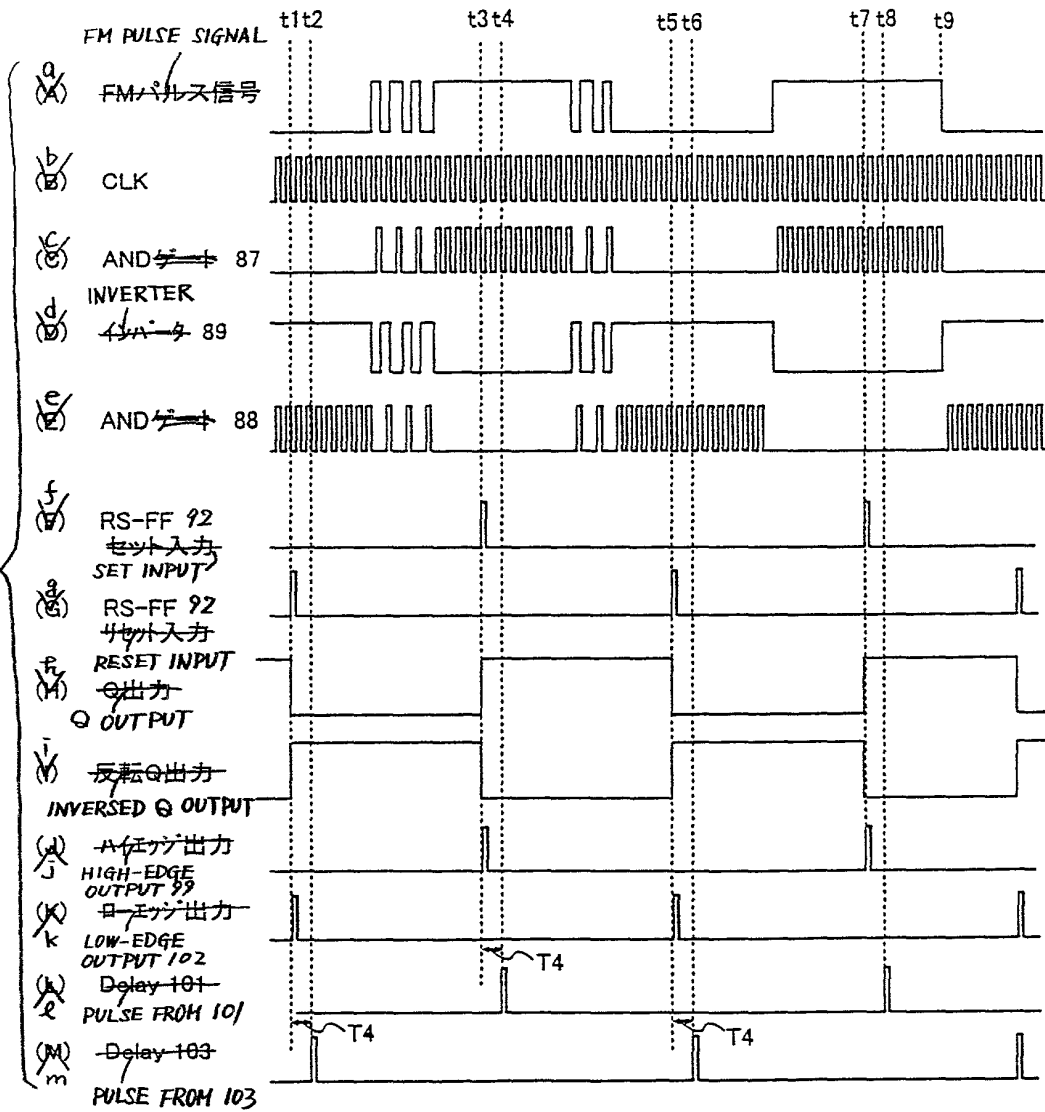 t1 t2 t3 t4 t5 t6 t7 t8 t9
FM PULSE SIGNAL
a
(A) FMパルス信号
b
(B) CLK
c
(C) ANDゲート 87
INVERTER
d
(D) インバータ 89
e
(E) ANDゲート 88
f
(F) RS-FF 92
セット入力
SET INPUT
g
(G) RS-FF 92
リセット入力
RESET INPUT
h
(H) Q出力
Q OUTPUT
i
(I) 反転Q出力
INVERSED Q OUTPUT
(J) ハイエッジ出力
j HIGH-EDGE
OUTPUT 99
(K) ローエッジ出力
k LOW-EDGE
OUTPUT 102
T4
(L) Delay 101
l PULSE FROM 101
T4 T4
(M) Delay 103
m
PULSE FROM 103